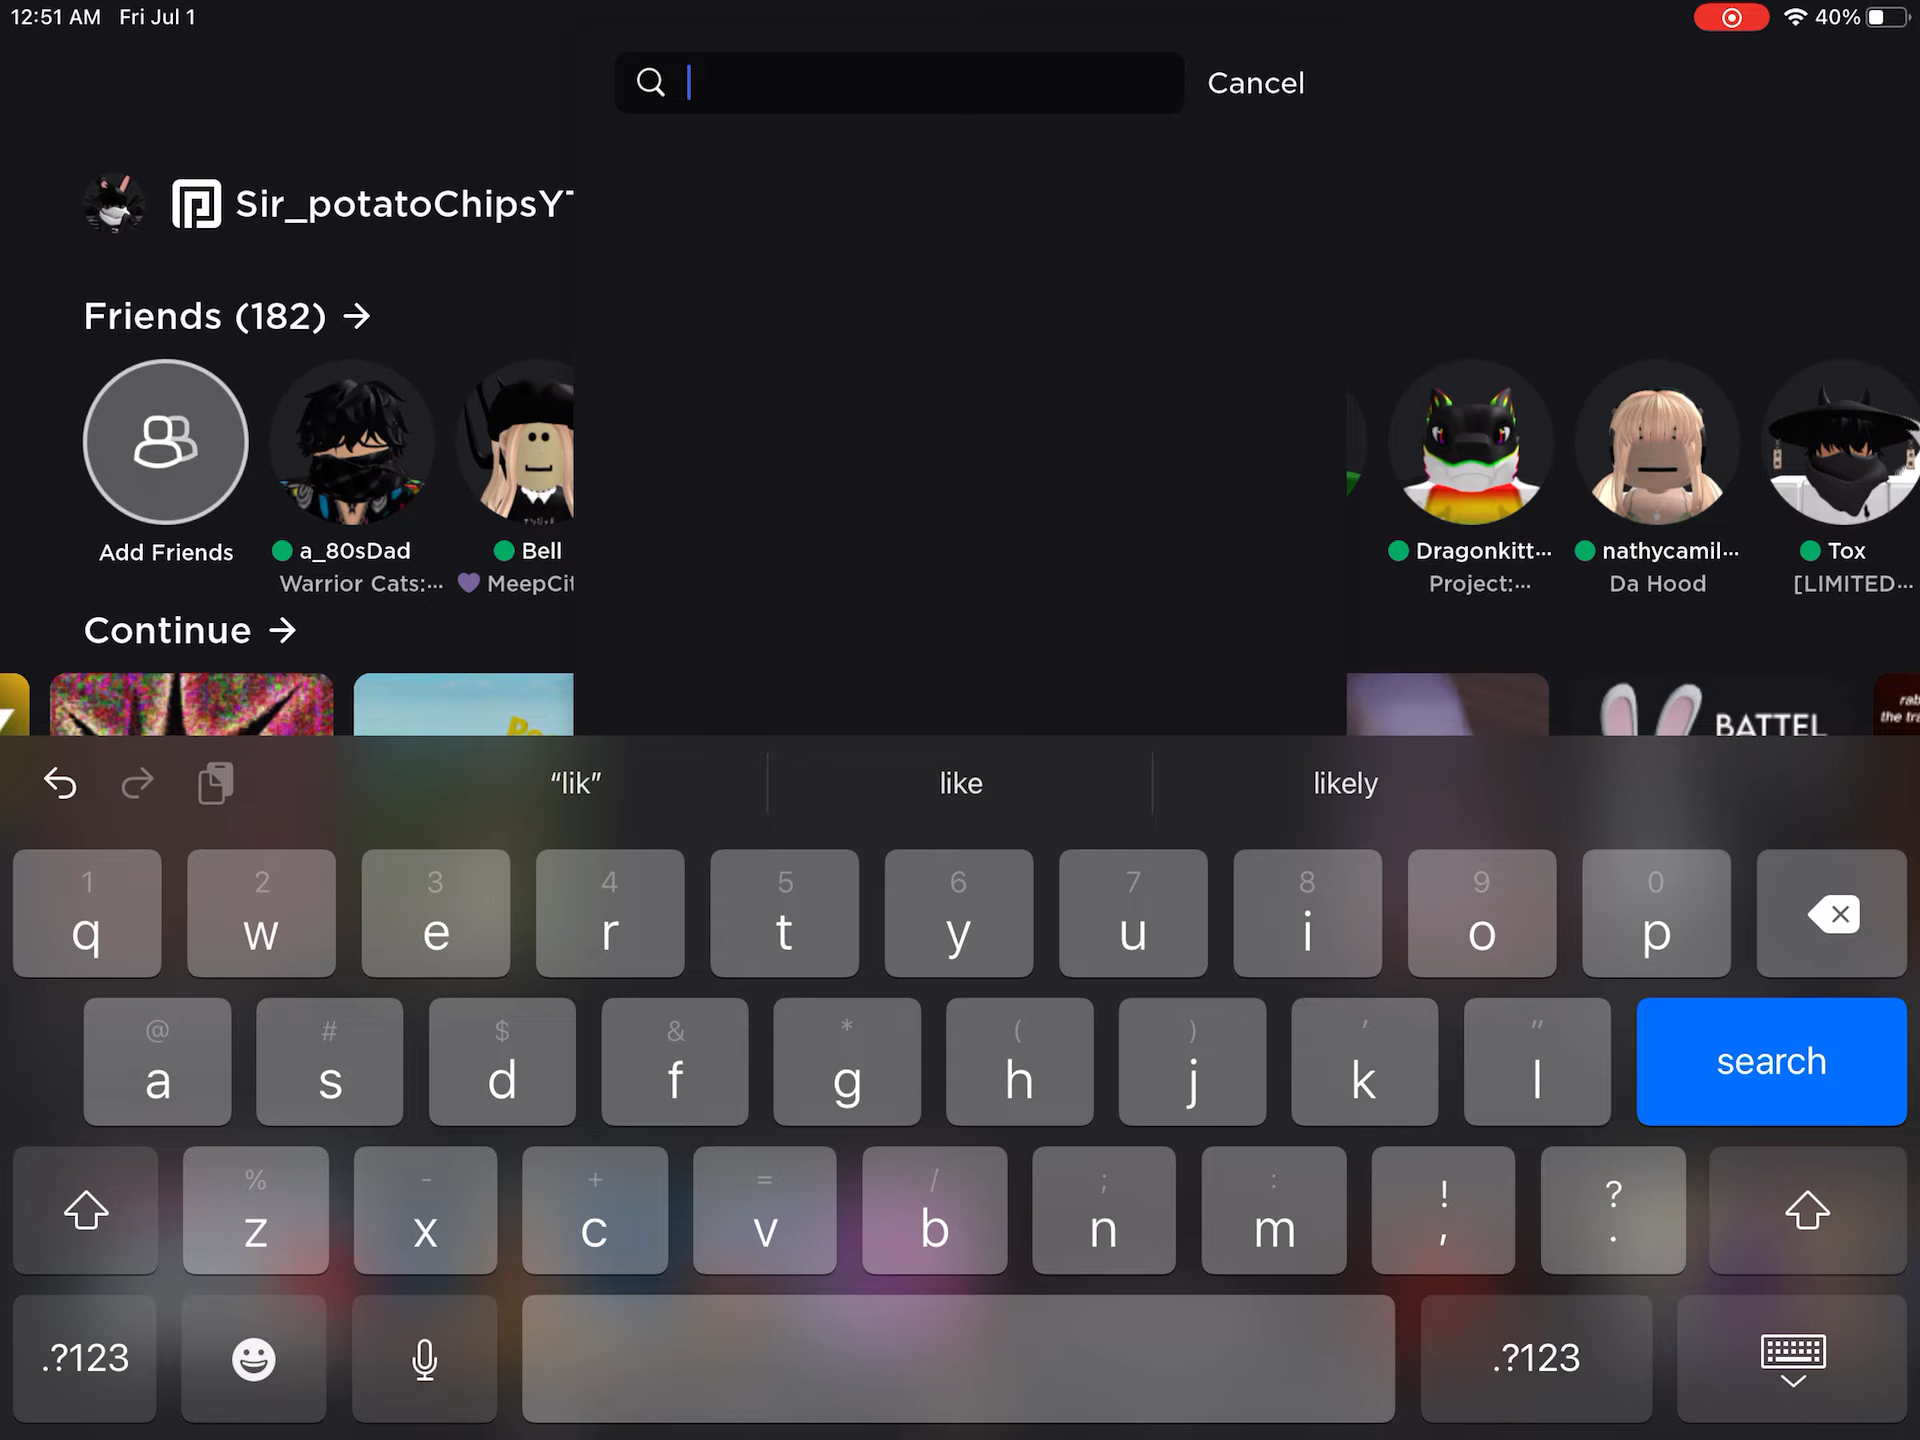 12:51 AM Fri Jul 1
40%
Cancel
Sir_potatoChipsY
Friends (182) →
Add Friends
a_80sDad
Warrior Cats:...
Bell
MeepCit
Dragonkitt...
Project:...
nathycamil...
Da Hood
Tox
[LIMITED...
Continue →
BATTEL
"lik" like likely
1 2 3 4 5 6 7 8 9 0
q w e r t y u i o p
@ # $ & * ( ) ' "
a s d f g h j k l search
% - + = / ; : ! ?
z x c v b n m , .
.?123 .?123